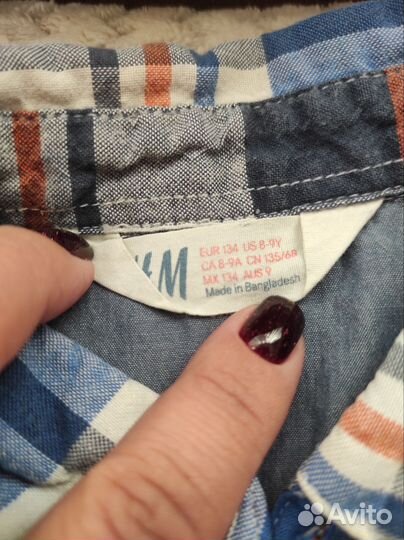 H&M
EUR 134 US 8-9Y
CA 8-9A CN 135/68
MX 134 AUS 9
Made in Bangladesh
Avito